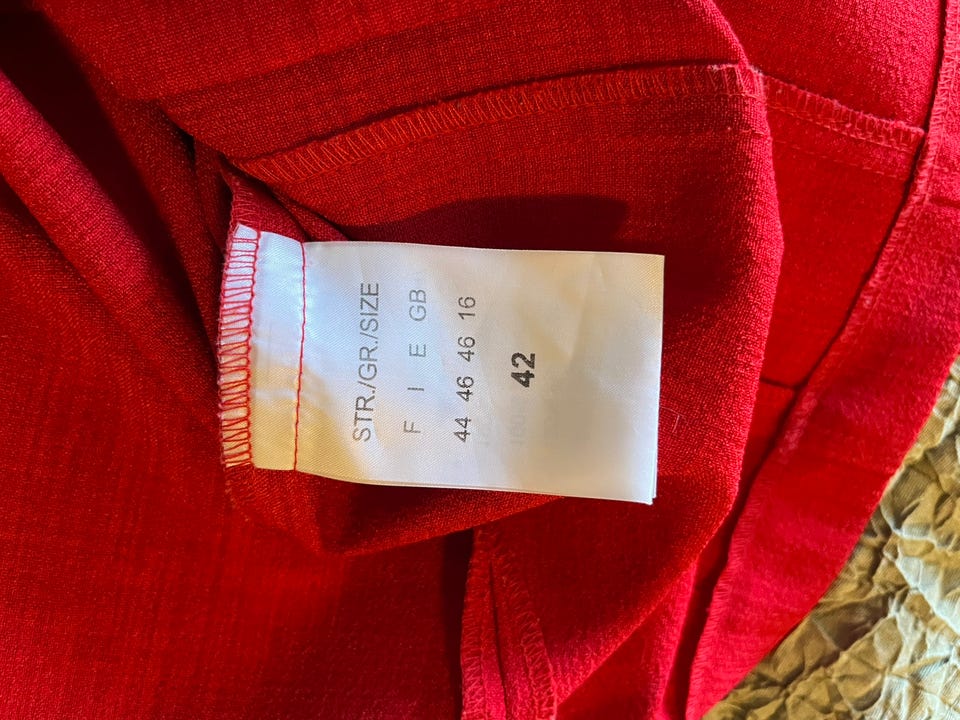 STR./GR./SIZE
F I E GB
44 46 46 16
42